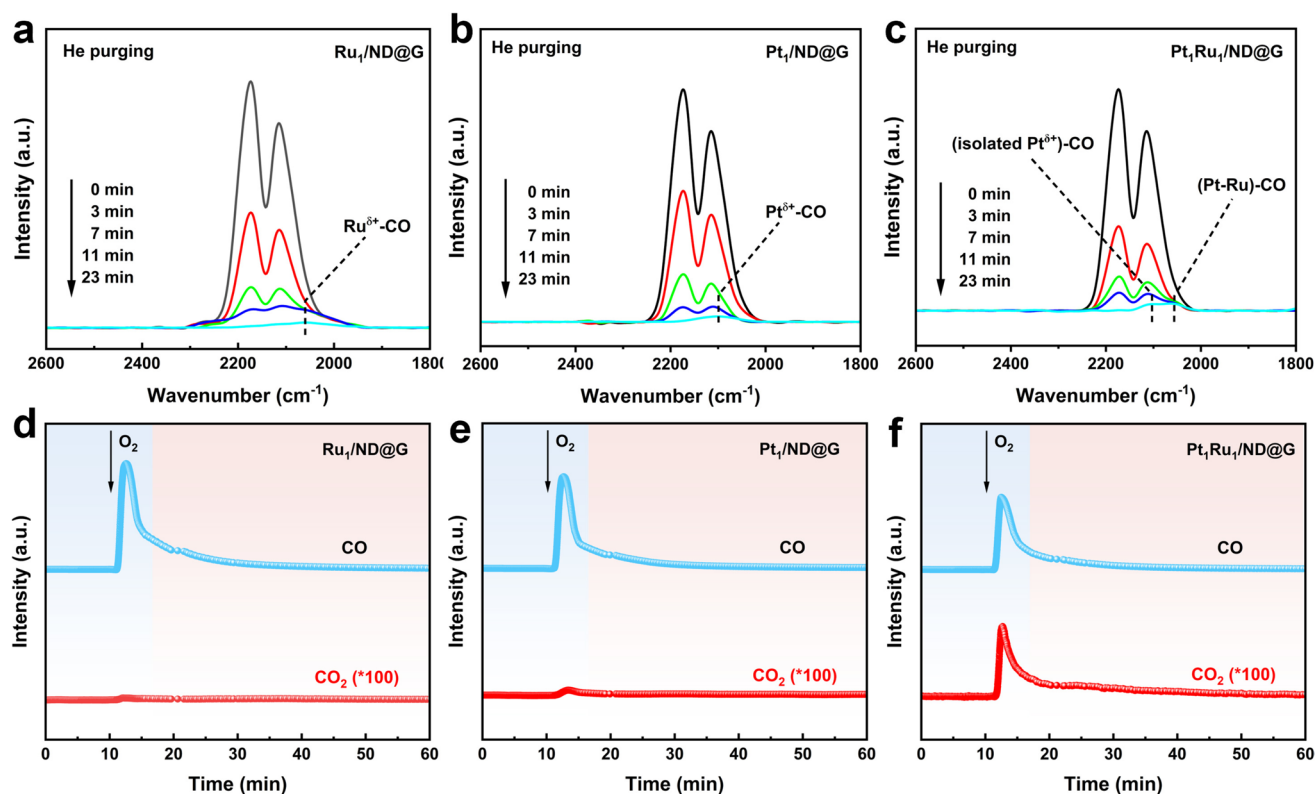 a
He purging
Ru₁/ND@G
0 min
3 min
7 min
11 min
23 min
Ruᵟ⁺-CO
Intensity (a.u.)
2600 2400 2200 2000 1800
Wavenumber (cm⁻¹)
b
He purging
Pt₁/ND@G
0 min
3 min
7 min
11 min
23 min
Ptᵟ⁺-CO
Intensity (a.u.)
2600 2400 2200 2000 1800
Wavenumber (cm⁻¹)
c
He purging
Pt₁Ru₁/ND@G
(isolated Ptᵟ⁺)-CO
(Pt-Ru)-CO
0 min
3 min
7 min
11 min
23 min
Intensity (a.u.)
2600 2400 2200 2000 1800
Wavenumber (cm⁻¹)
d
O₂
Ru₁/ND@G
CO
CO₂ (*100)
Intensity (a.u.)
0 10 20 30 40 50 60
Time (min)
e
O₂
Pt₁/ND@G
CO
CO₂ (*100)
Intensity (a.u.)
0 10 20 30 40 50 60
Time (min)
f
O₂
Pt₁Ru₁/ND@G
CO
CO₂ (*100)
Intensity (a.u.)
0 10 20 30 40 50 60
Time (min)